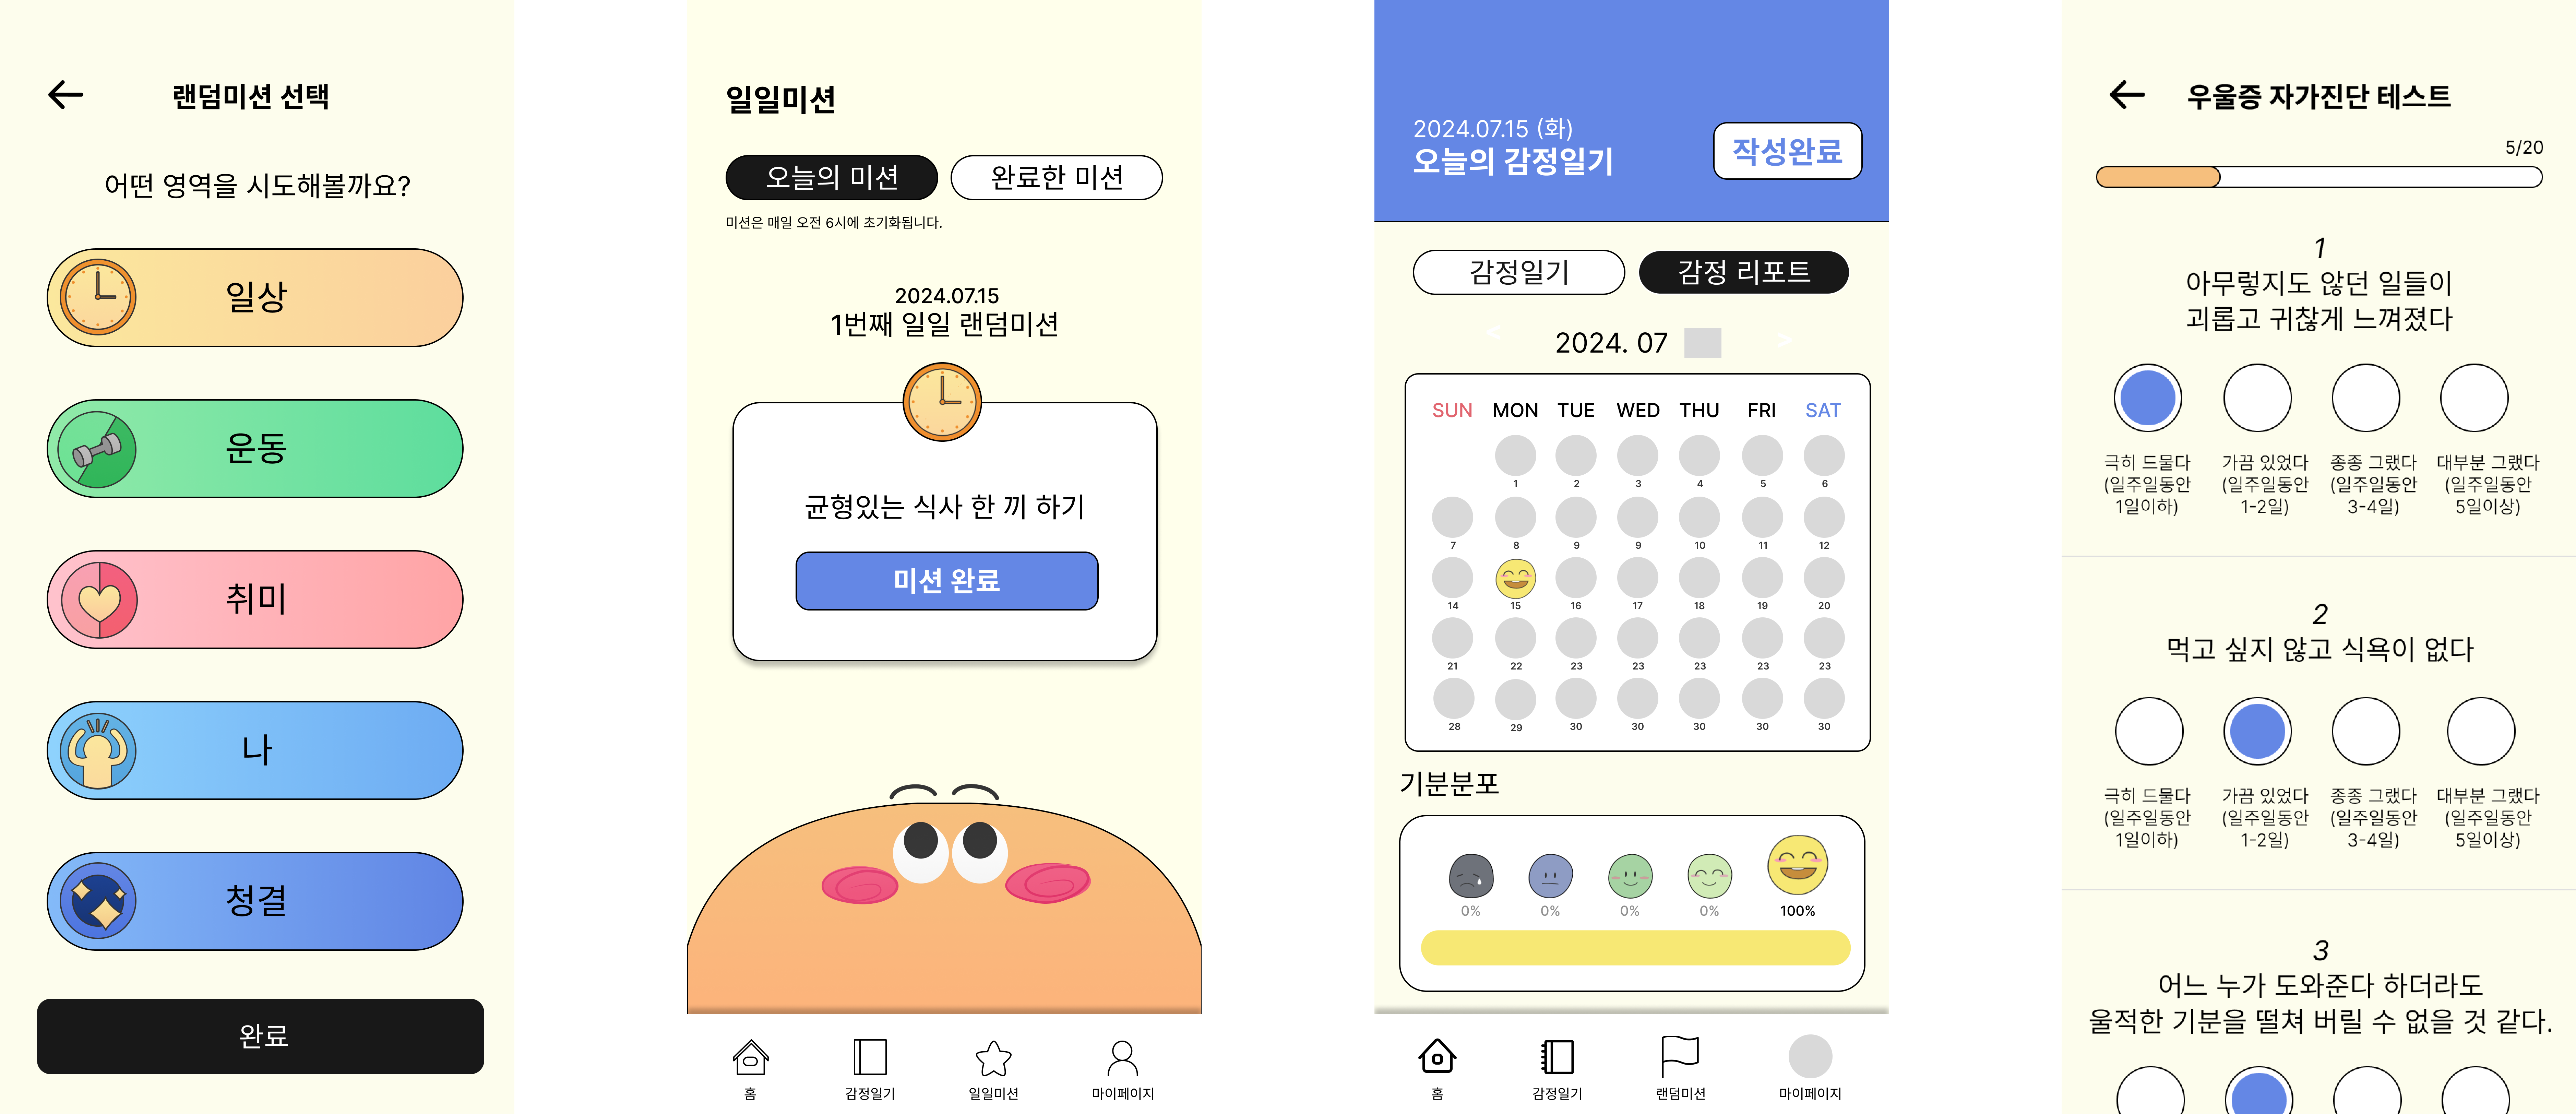 랜덤미션 선택
어떤 영역을 시도해볼까요?
일상
운동
취미
나
청결
완료
일일미션
오늘의 미션 완료한 미션
미션은 매일 오전 6시에 초기화됩니다.
2024.07.15
1번째 일일 랜덤미션
균형있는 식사 한 끼 하기
미션 완료
홈 감정일기 일일미션 마이페이지
2024.07.15 (화)
오늘의 감정일기
작성완료
감정일기 감정 리포트
< 2024. 07 >
SUN MON TUE WED THU FRI SAT
1 2 3 4 5 6
7 8 9 9 10 11 12
14 15 16 17 18 19 20
21 22 23 23 23 23 23
28 29 30 30 30 30 30
기분분포
0% 0% 0% 0% 100%
홈 감정일기 랜덤미션 마이페이지
우울증 자가진단 테스트
5/20
1
아무렇지도 않던 일들이
괴롭고 귀찮게 느껴졌다
극히 드물다 가끔 있었다 종종 그랬다 대부분 그랬다
(일주일동안 (일주일동안 (일주일동안 (일주일동안
1일이하) 1-2일) 3-4일) 5일이상)
2
먹고 싶지 않고 식욕이 없다
극히 드물다 가끔 있었다 종종 그랬다 대부분 그랬다
(일주일동안 (일주일동안 (일주일동안 (일주일동안
1일이하) 1-2일) 3-4일) 5일이상)
3
어느 누가 도와준다 하더라도
울적한 기분을 떨쳐 버릴 수 없을 것 같다.